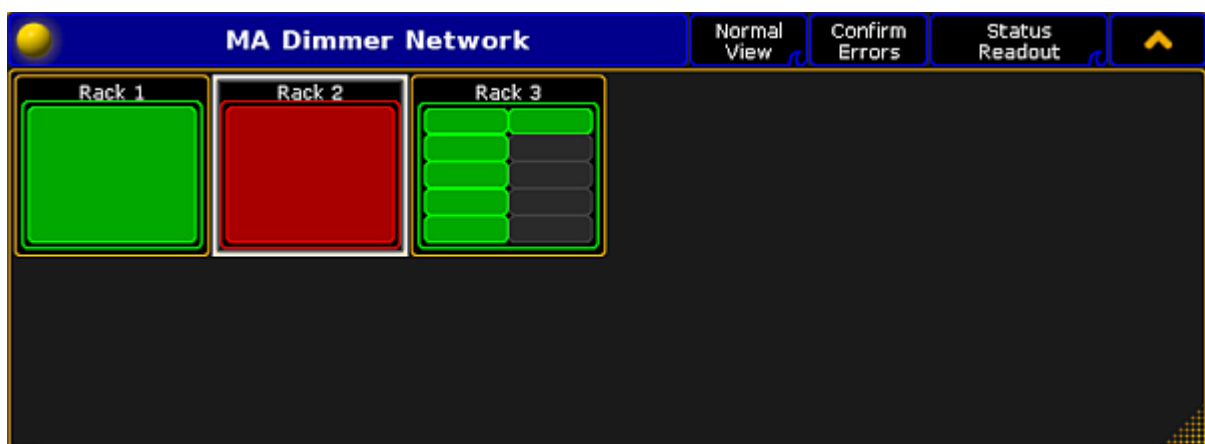 MA Dimmer Network
Normal
View
Confirm
Errors
Status
Readout
Rack 1
Rack 2
Rack 3